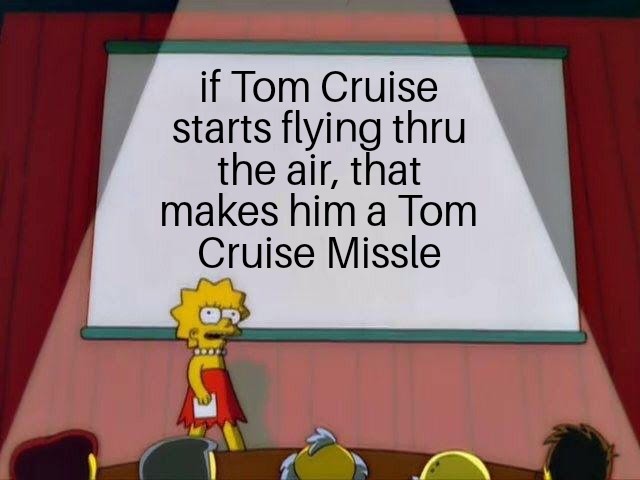 if Tom Cruise
starts flying thru
the air, that
makes him a Tom
Cruise Missle